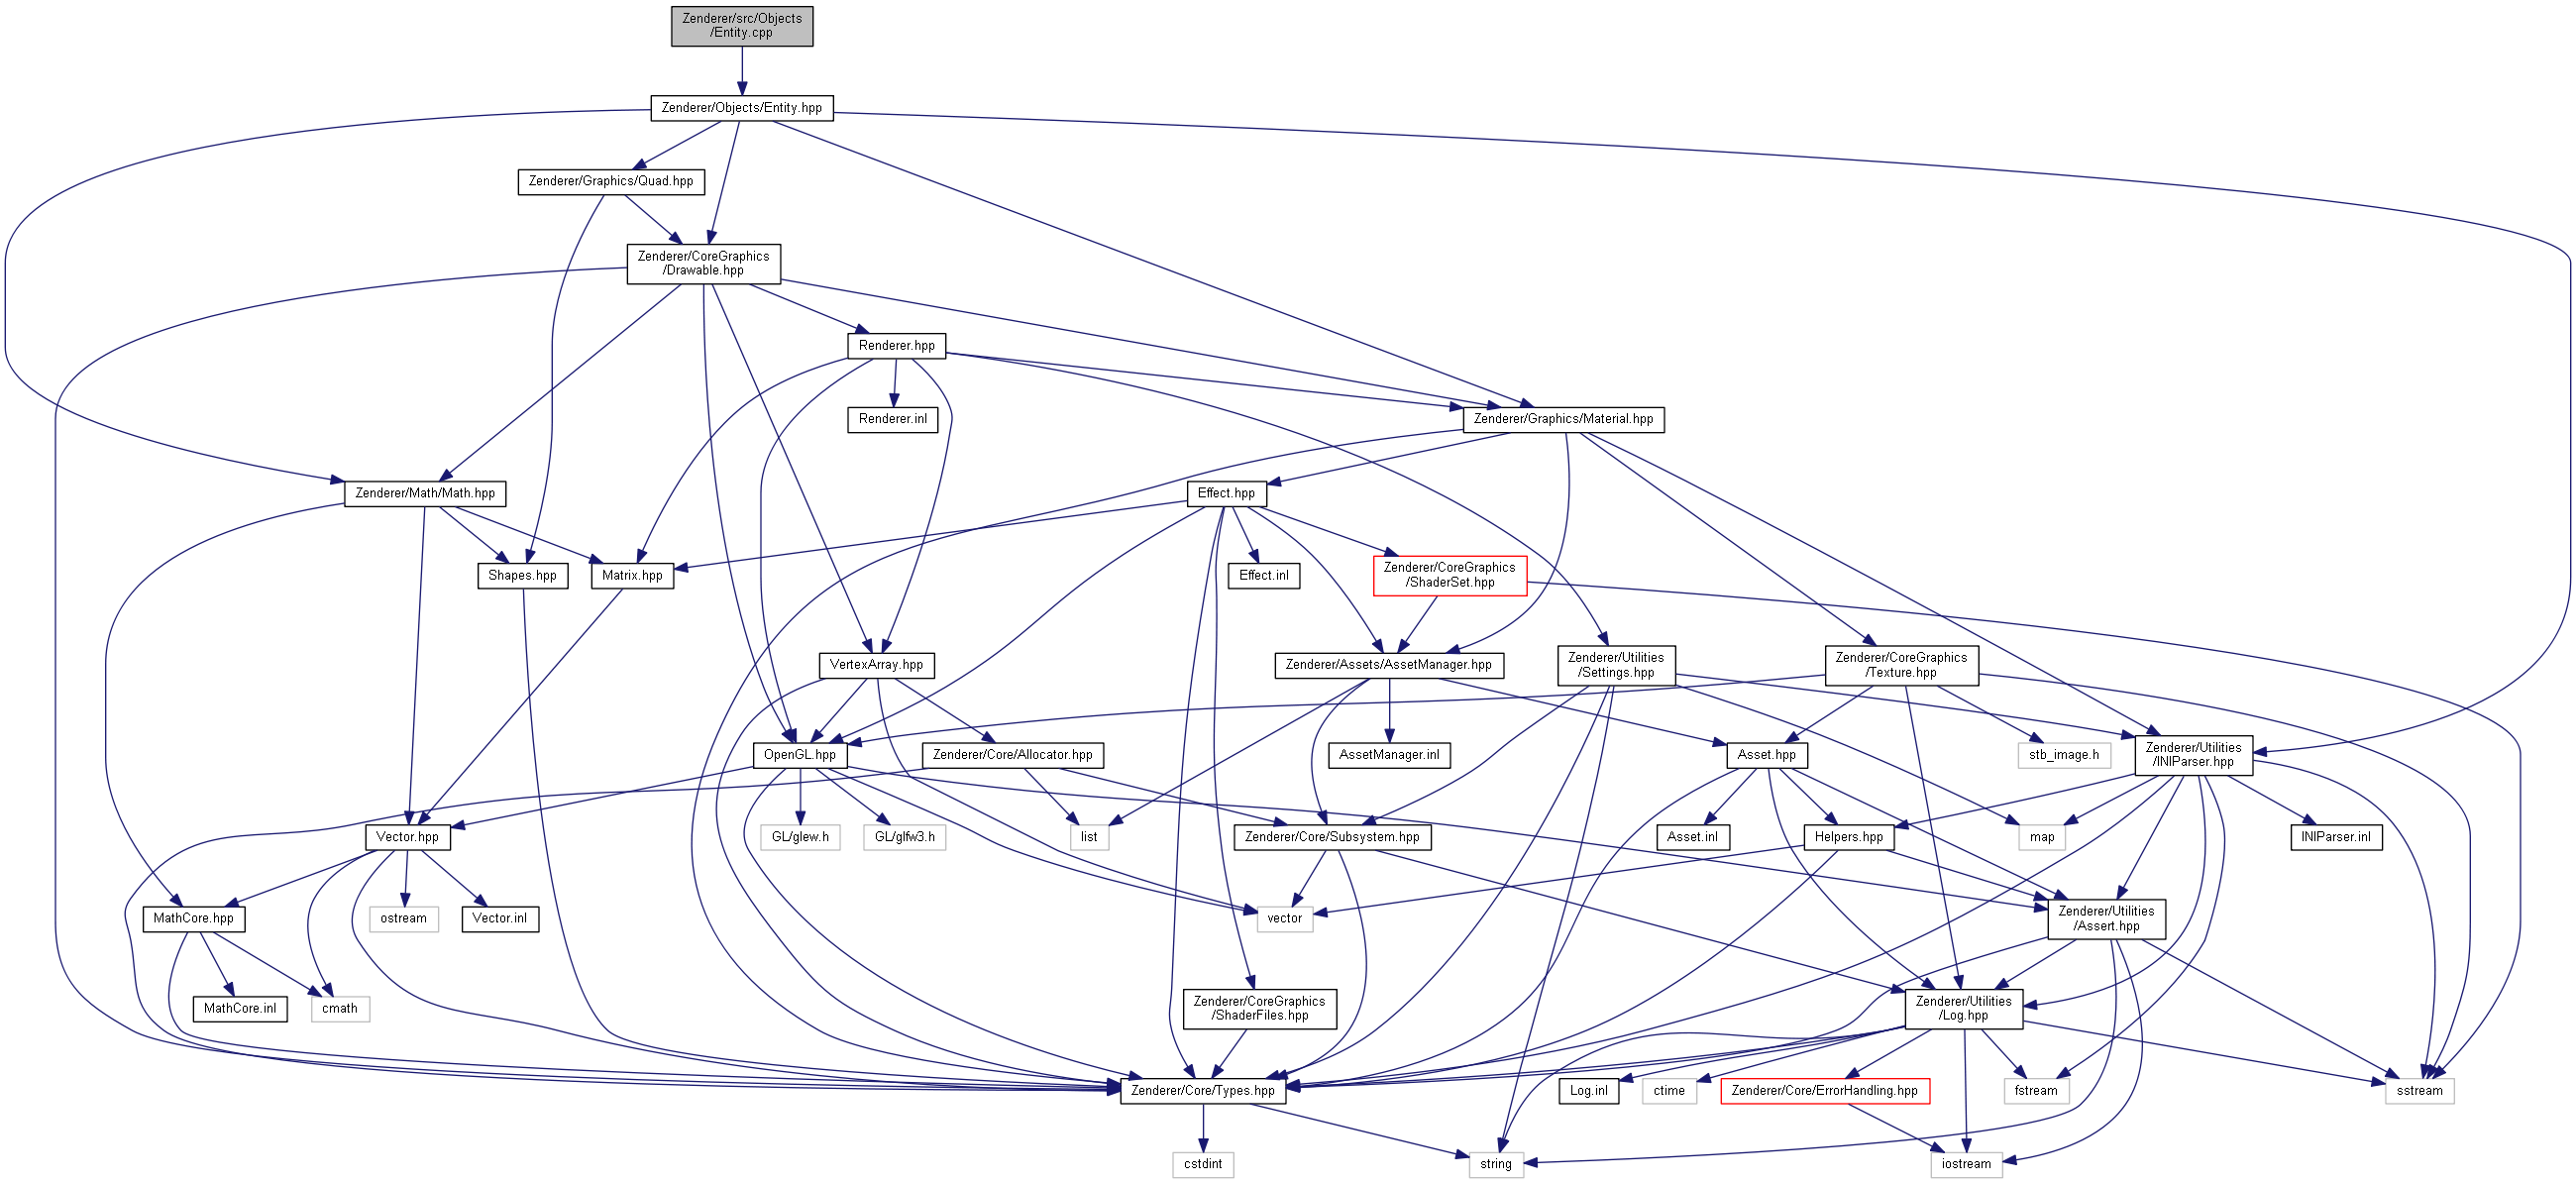 Zenderer/src/Objects
/Entity.cpp
Zenderer/Objects/Entity.hpp
Zenderer/Graphics/Quad.hpp
Zenderer/CoreGraphics
/Drawable.hpp
Renderer.hpp
Renderer.inl
Zenderer/Graphics/Material.hpp
Zenderer/Math/Math.hpp
Effect.hpp
Shapes.hpp
Matrix.hpp
Effect.inl
Zenderer/CoreGraphics
/ShaderSet.hpp
VertexArray.hpp
Zenderer/Assets/AssetManager.hpp
Zenderer/Utilities
/Settings.hpp
Zenderer/CoreGraphics
/Texture.hpp
OpenGL.hpp
Zenderer/Core/Allocator.hpp
AssetManager.inl
Asset.hpp
stb_image.h
Zenderer/Utilities
/INIParser.hpp
Vector.hpp
GL/glew.h
GL/glfw3.h
list
Zenderer/Core/Subsystem.hpp
Asset.inl
Helpers.hpp
map
INIParser.inl
MathCore.hpp
ostream
Vector.inl
vector
Zenderer/Utilities
/Assert.hpp
MathCore.inl
cmath
Zenderer/CoreGraphics
/ShaderFiles.hpp
Zenderer/Utilities
/Log.hpp
Zenderer/Core/Types.hpp
Log.inl
ctime
Zenderer/Core/ErrorHandling.hpp
fstream
sstream
cstdint
string
iostream